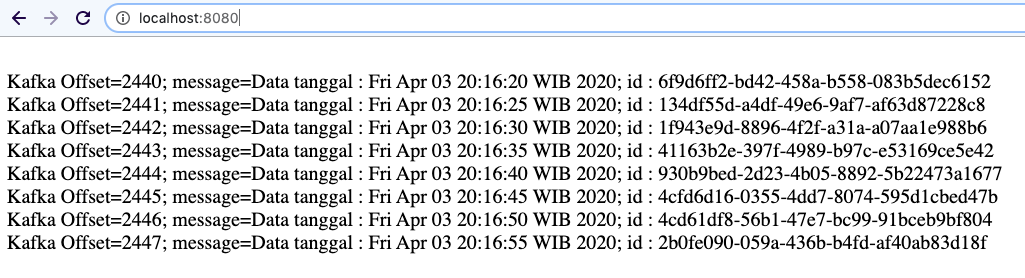 localhost:8080
Kafka Offset=2440; message=Data tanggal : Fri Apr 03 20:16:20 WIB 2020; id : 6f9d6ff2-bd42-458a-b558-083b5dec6152
Kafka Offset=2441; message=Data tanggal : Fri Apr 03 20:16:25 WIB 2020; id : 134df55d-a4df-49e6-9af7-af63d87228c8
Kafka Offset=2442; message=Data tanggal : Fri Apr 03 20:16:30 WIB 2020; id : 1f943e9d-8896-4f2f-a31a-a07aa1e988b6
Kafka Offset=2443; message=Data tanggal : Fri Apr 03 20:16:35 WIB 2020; id : 41163b2e-397f-4989-b97c-e53169ce5e42
Kafka Offset=2444; message=Data tanggal : Fri Apr 03 20:16:40 WIB 2020; id : 930b9bed-2d23-4b05-8892-5b22473a1677
Kafka Offset=2445; message=Data tanggal : Fri Apr 03 20:16:45 WIB 2020; id : 4cfd6d16-0355-4dd7-8074-595d1cbed47b
Kafka Offset=2446; message=Data tanggal : Fri Apr 03 20:16:50 WIB 2020; id : 4cd61df8-56b1-47e7-bc99-91bceb9bf804
Kafka Offset=2447; message=Data tanggal : Fri Apr 03 20:16:55 WIB 2020; id : 2b0fe090-059a-436b-b4fd-af40ab83d18f